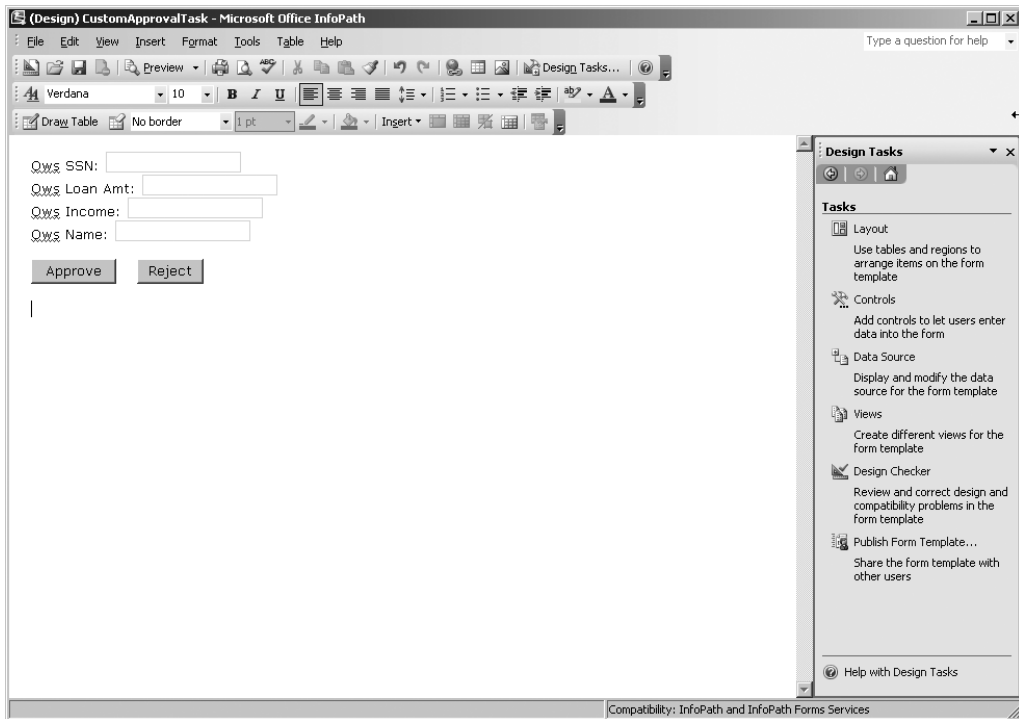 (Design) CustomApprovalTask - Microsoft Office InfoPath
File Edit View Insert Format Tools Table Help Type a question for help
Preview Design Tasks...
Verdana 10 B I U
Draw Table No border 1 pt Insert
Ows SSN:
Ows Loan Amt:
Ows Income:
Ows Name:
Approve Reject
Design Tasks
Tasks
Layout
Use tables and regions to
arrange items on the form
template
Controls
Add controls to let users enter
data into the form
Data Source
Display and modify the data
source for the form template
Views
Create different views for the
form template
Design Checker
Review and correct design and
compatibility problems in the
form template
Publish Form Template...
Share the form template with
other users
Help with Design Tasks
Compatibility: InfoPath and InfoPath Forms Services